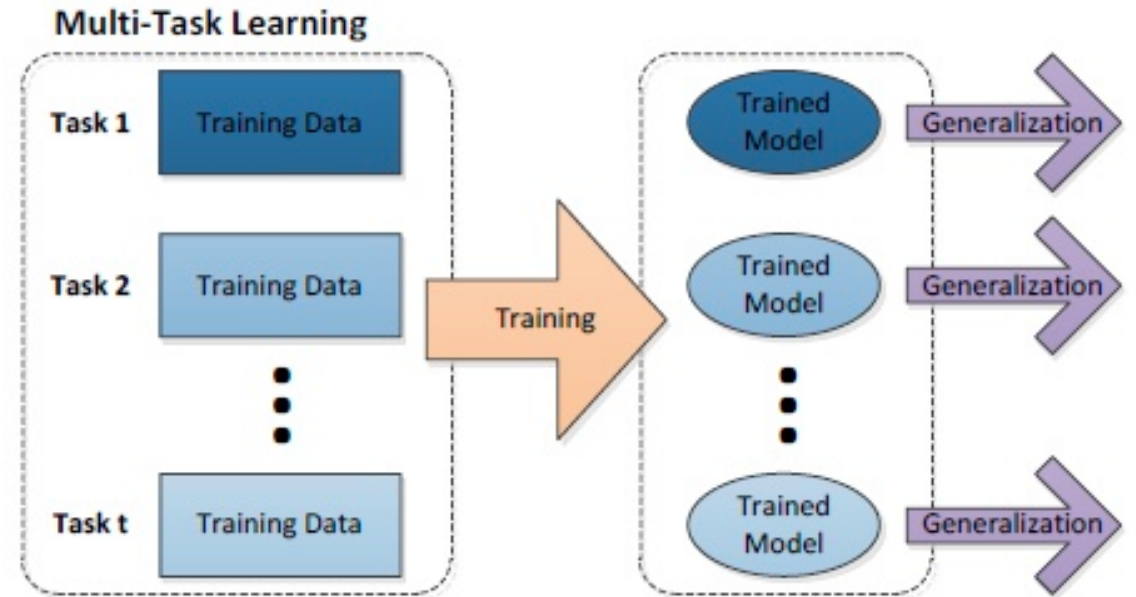 Multi-Task Learning
Task 1
Training Data
Trained
Model
Generalization
Task 2
Training Data
Training
Trained
Model
Generalization
Task t
Training Data
Trained
Model
Generalization